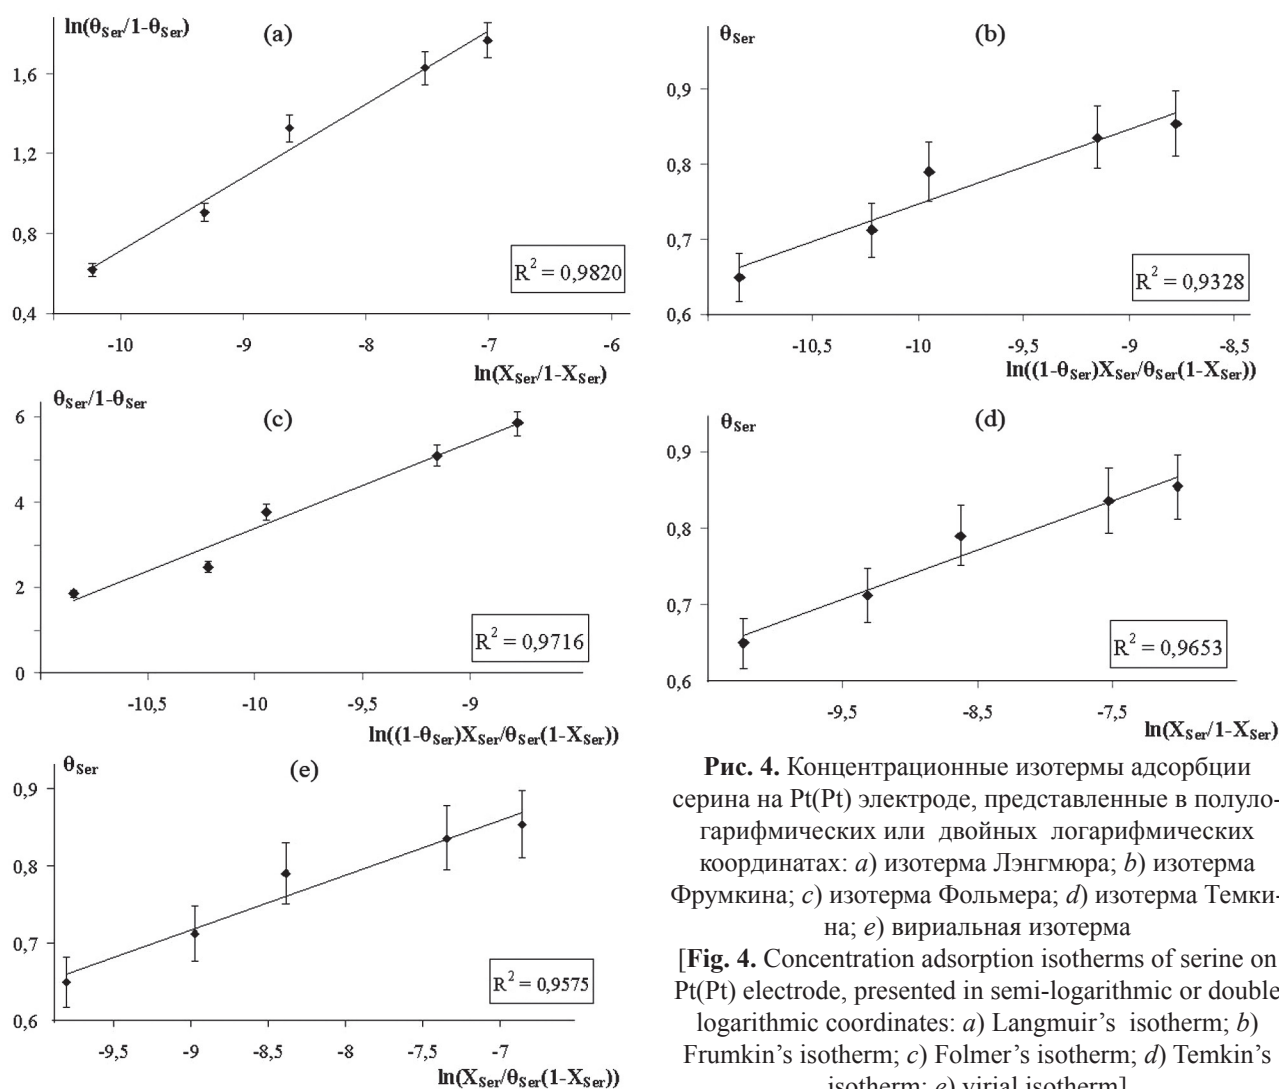 ln(θSer/1-θSer)
(a)
1,6
1,2
0,8
0,4
R² = 0,9820
-10 -9 -8 -7 -6
ln(XSer/1-XSer)
θSer
(b)
0,9
0,8
0,7
0,6
R² = 0,9328
-10,5 -10 -9,5 -9 -8,5
ln((1-θSer)XSer/θSer(1-XSer))
θSer/1-θSer
(c)
6
4
2
0
R² = 0,9716
-10,5 -10 -9,5 -9
ln((1-θSer)XSer/θSer(1-XSer))
θSer
(d)
0,9
0,8
0,7
0,6
R² = 0,9653
-9,5 -8,5 -7,5
ln(XSer/1-XSer)
θSer
(e)
0,9
0,8
0,7
0,6
R² = 0,9575
-9,5 -9 -8,5 -8 -7,5 -7
ln(XSer/θSer(1-XSer))
Рис. 4. Концентрационные изотермы адсорбции
серина на Pt(Pt) электроде, представленные в полуло-
гарифмических или двойных логарифмических
координатах: a) изотерма Лэнгмюра; b) изотерма
Фрумкина; c) изотерма Фольмера; d) изотерма Темки-
на; e) вириальная изотерма
[Fig. 4. Concentration adsorption isotherms of serine on
Pt(Pt) electrode, presented in semi-logarithmic or double
logarithmic coordinates: a) Langmuir's isotherm; b)
Frumkin's isotherm; c) Folmer's isotherm; d) Temkin's
isotherm; e) virial isotherm]